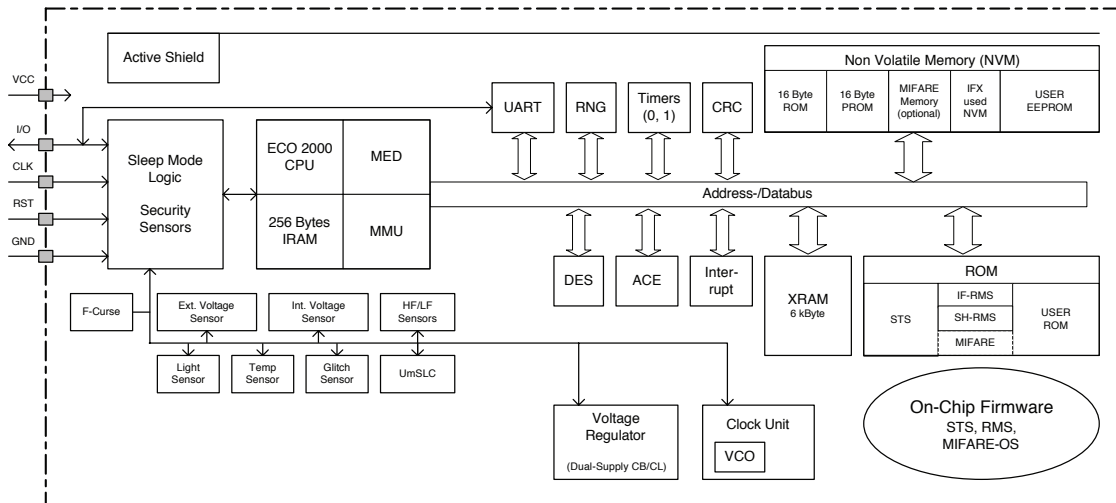 Active Shield
VCC
I/O
CLK
RST
GND
Sleep Mode
Logic
Security
Sensors
ECO 2000
CPU
MED
256 Bytes
IRAM
MMU
UART
RNG
Timers
(0, 1)
CRC
Non Volatile Memory (NVM)
16 Byte
ROM
16 Byte
PROM
MIFARE
Memory
(optional)
IFX
used
NVM
USER
EEPROM
Address-/Databus
DES
ACE
Inter-
rupt
XRAM
6 kByte
ROM
STS
IF-RMS
SH-RMS
MIFARE
USER
ROM
F-Curse
Ext. Voltage
Sensor
Int. Voltage
Sensor
HF/LF
Sensors
Light
Sensor
Temp
Sensor
Glitch
Sensor
UmSLC
Voltage
Regulator
(Dual-Supply CB/CL)
Clock Unit
VCO
On-Chip Firmware
STS, RMS,
MIFARE-OS